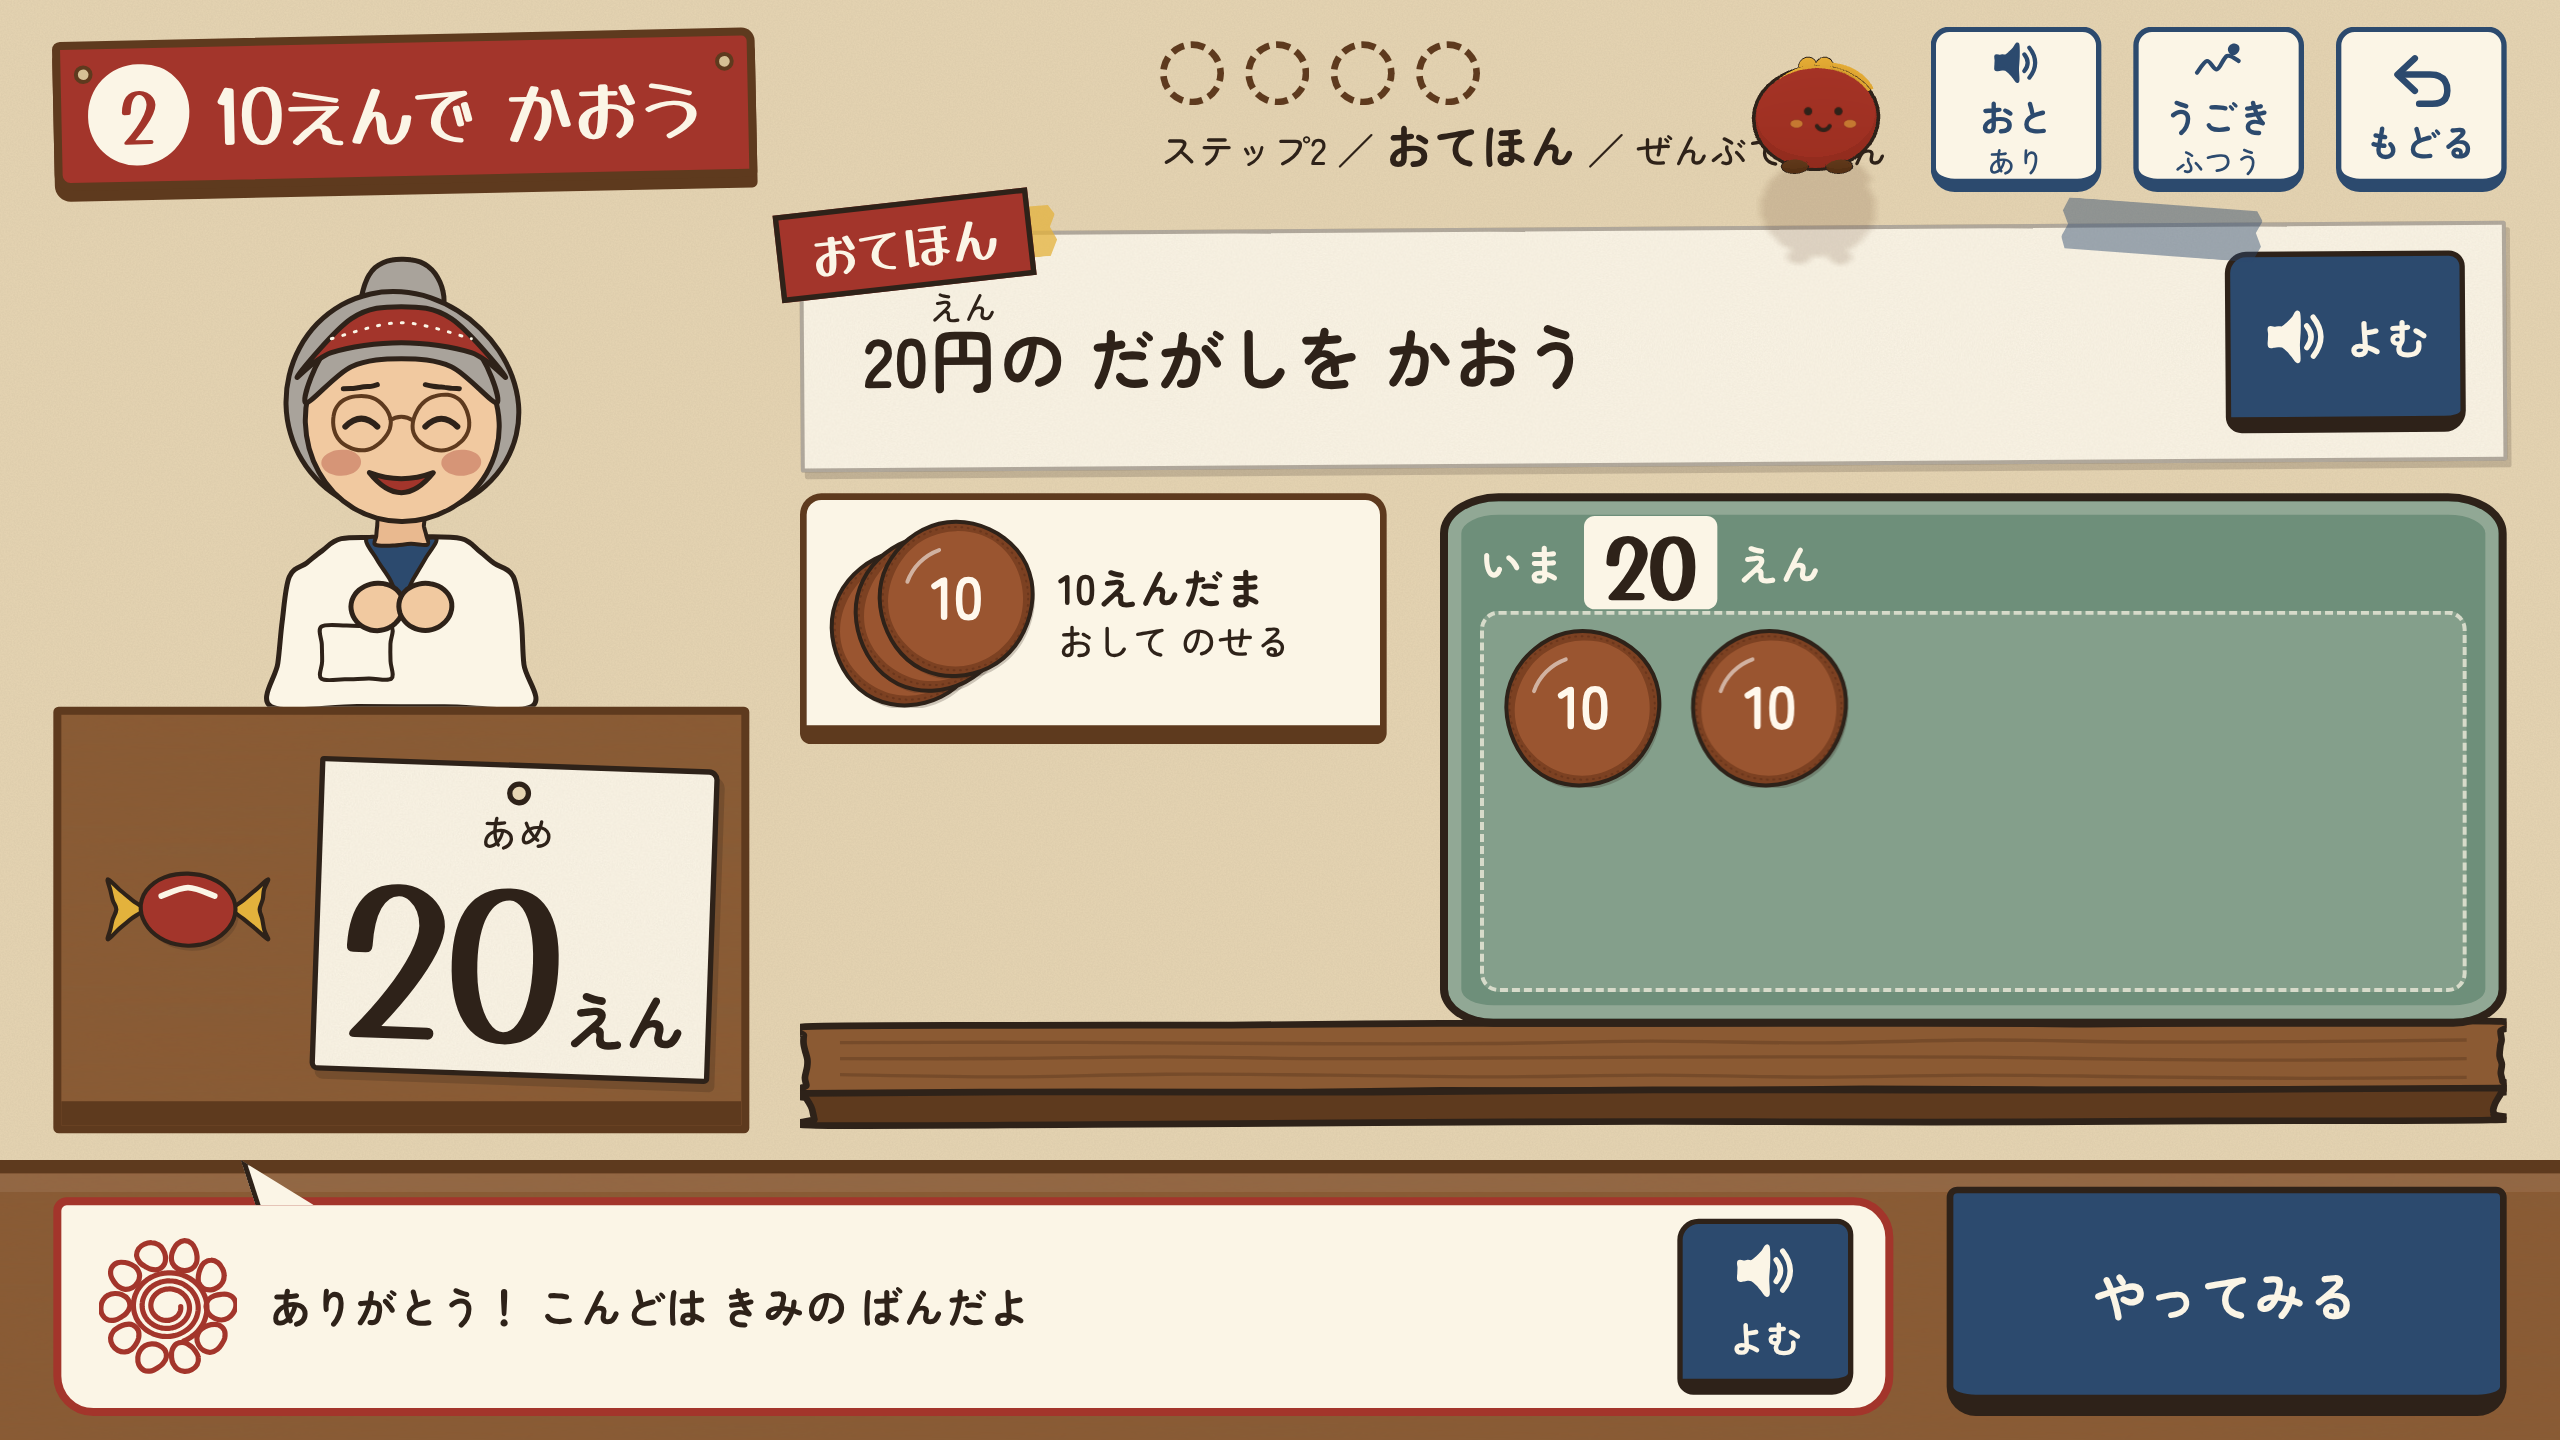 2 10えんで かおう
ステップ2 ／ おてほん ／ ぜんぶ
おと
あり
うごき
ふつう
もどる
おてほん
えん
20円の だがしを かおう
よむ
10
10えんだま
おして のせる
いま 20 えん
10 10
あめ
20えん
ありがとう！ こんどは きみの ばんだよ
よむ
やってみる